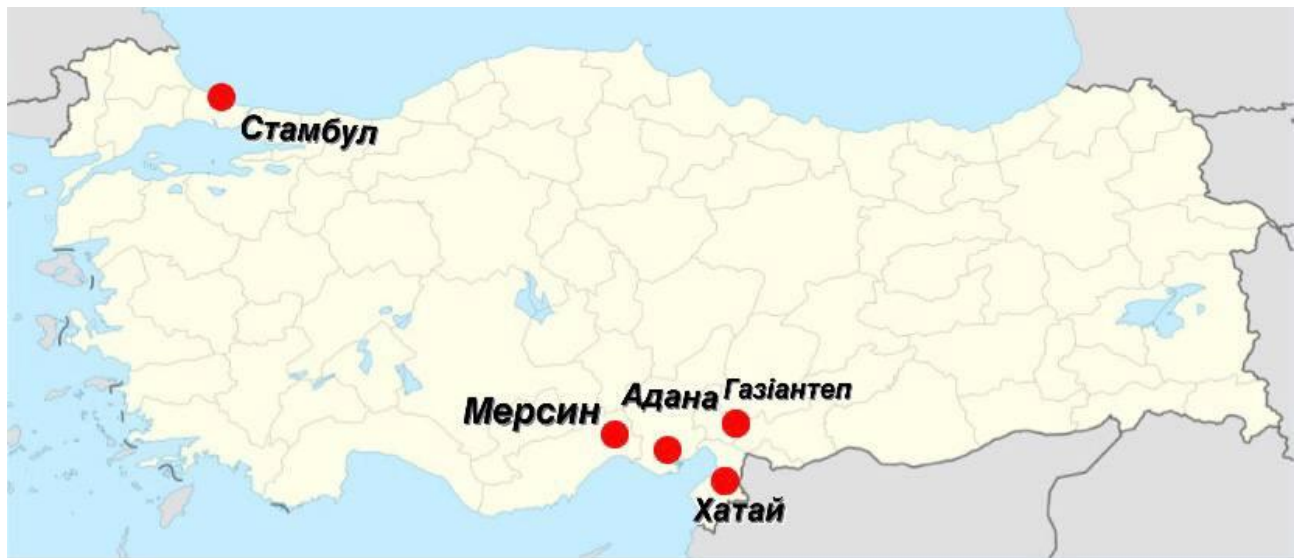 Стамбул
Мерсин
Адана
Газіантеп
Хатай